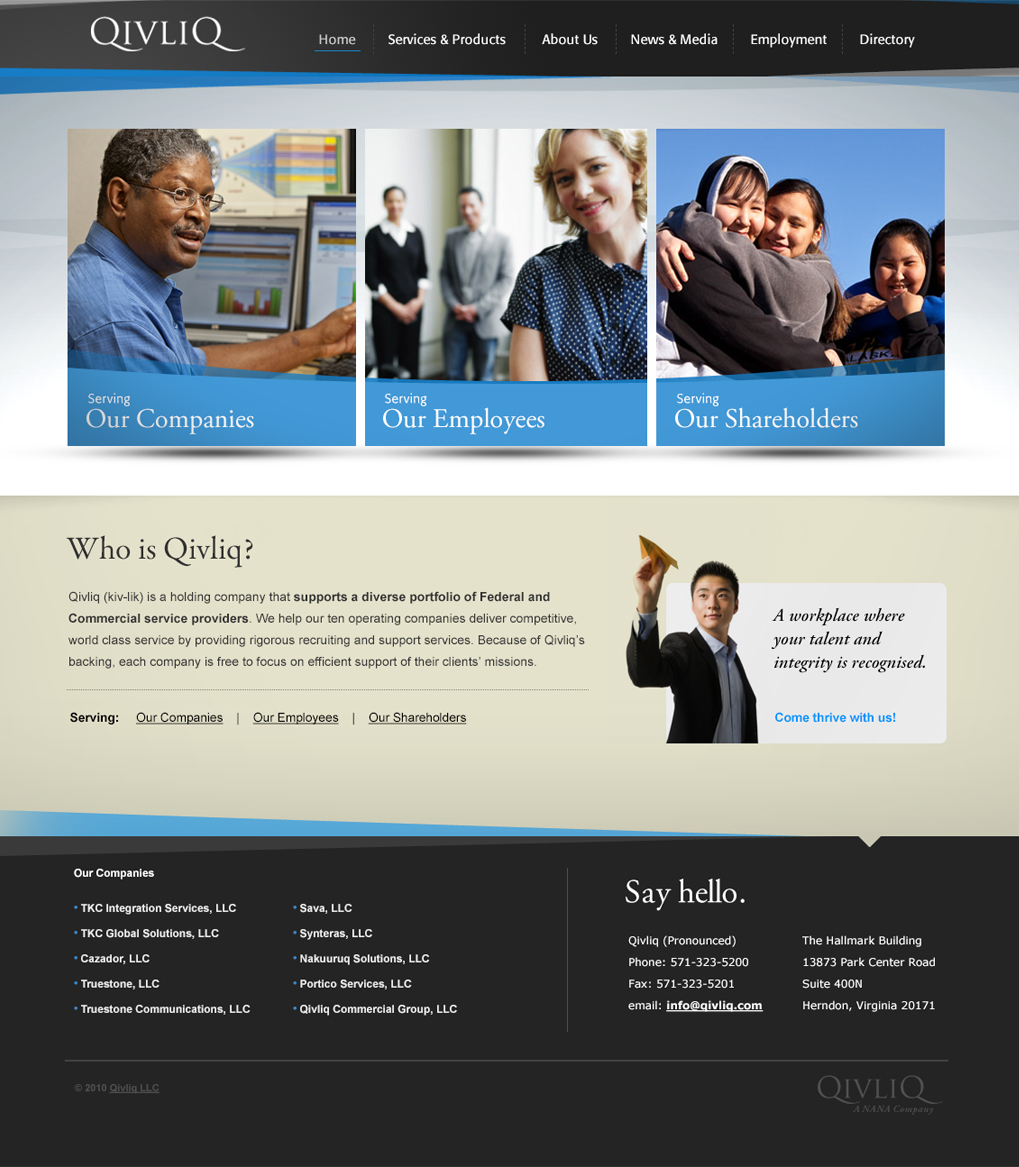 QIVLIQ
Home
Services & Products
About Us
News & Media
Employment
Directory
Serving
Our Companies
Serving
Our Employees
Serving
Our Shareholders
Who is Qivliq?
Qivliq (kiv-lik) is a holding company that supports a diverse portfolio of Federal and
Commercial service providers. We help our ten operating companies deliver competitive,
world class service by providing rigorous recruiting and support services. Because of Qivliq's
backing, each company is free to focus on efficient support of their clients' missions.
Serving: Our Companies | Our Employees | Our Shareholders
A workplace where
your talent and
integrity is recognised.
Come thrive with us!
Our Companies
• TKC Integration Services, LLC
• TKC Global Solutions, LLC
• Cazador, LLC
• Truestone, LLC
• Truestone Communications, LLC
• Sava, LLC
• Synteras, LLC
• Nakuuruq Solutions, LLC
• Portico Services, LLC
• Qivliq Commercial Group, LLC
Say hello.
Qivliq (Pronounced)
Phone: 571-323-5200
Fax: 571-323-5201
email: info@qivliq.com
The Hallmark Building
13873 Park Center Road
Suite 400N
Herndon, Virginia 20171
© 2010 Qivliq LLC
QIVLIQ
A NANA Company